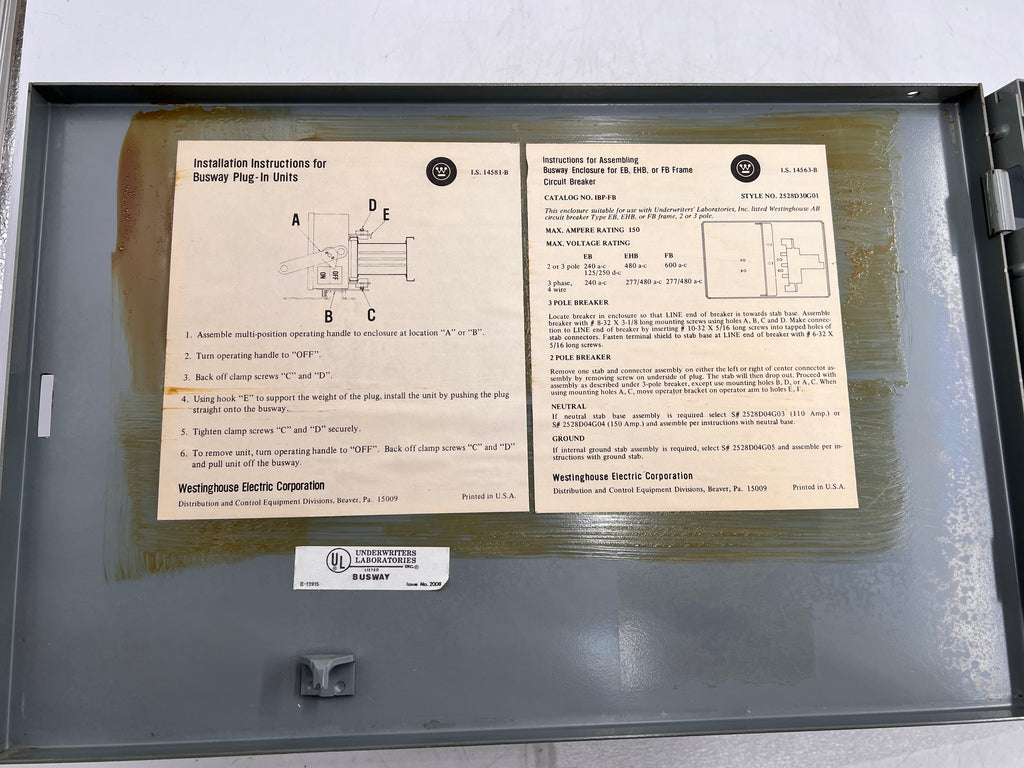 Installation Instructions for
Busway Plug-In Units
I.S. 14581-B
D
E
A
OFF
ON
B
C
1. Assemble multi-position operating handle to enclosure at location “A” or “B”.
2. Turn operating handle to “OFF”.
3. Back off clamp screws “C” and “D”.
4. Using hook “E” to support the weight of the plug, install the unit by pushing the plug
straight onto the busway.
5. Tighten clamp screws “C” and “D” securely.
6. To remove unit, turn operating handle to “OFF”. Back off clamp screws “C” and “D”
and pull unit off the busway.
Westinghouse Electric Corporation
Distribution and Control Equipment Divisions, Beaver, Pa. 15009
Printed in U.S.A.
Instructions for Assembling
Busway Enclosure for EB, EHB, or FB Frame
Circuit Breaker
I.S. 14563-B
CATALOG NO. IBP-FB
STYLE NO. 2528D30G01
This enclosure suitable for use with Underwriters' Laboratories, Inc. listed Westinghouse AB
circuit breaker Type EB, EHB, or FB frame, 2 or 3 pole.
MAX. AMPERE RATING 150
MAX. VOLTAGE RATING
EB EHB FB
2 or 3 pole 240 a-c 480 a-c 600 a-c
125/250 d-c
3 phase, 240 a-c 277/480 a-c 277/480 a-c
4 wire
3 POLE BREAKER
Locate breaker in enclosure so that LINE end of breaker is towards stab base. Assemble
breaker with # 8-32 X 3-1/8 long mounting screws using holes A, B, C and D. Make connec-
tion to LINE end of breaker by inserting # 10-32 X 5/16 long screws into tapped holes of
stab connectors. Fasten terminal shield to stab base at LINE end of breaker with # 6-32 X
5/16 long screws.
2 POLE BREAKER
Remove one stab and connector assembly on either the left or right of center connector as-
sembly by removing screw on underside of plug. The stab will then drop out. Proceed with
assembly as described under 3-pole breaker, except use mounting holes B, D, or A, C. When
using mounting holes A, C, move operator bracket on operator arm to holes E, F.
NEUTRAL
If neutral stab base assembly is required select S# 2528D04G03 (110 Amp.) or
S# 2528D04G04 (150 Amp.) and assemble per instructions with neutral base.
GROUND
If internal ground stab assembly is required, select S# 2528D04G05 and assemble per in-
structions with ground stab.
Westinghouse Electric Corporation
Distribution and Control Equipment Divisions, Beaver, Pa. 15009
Printed in U.S.A.
UL
UNDERWRITERS
LABORATORIES
INC.®
LISTED
BUSWAY
Issue No. 2008